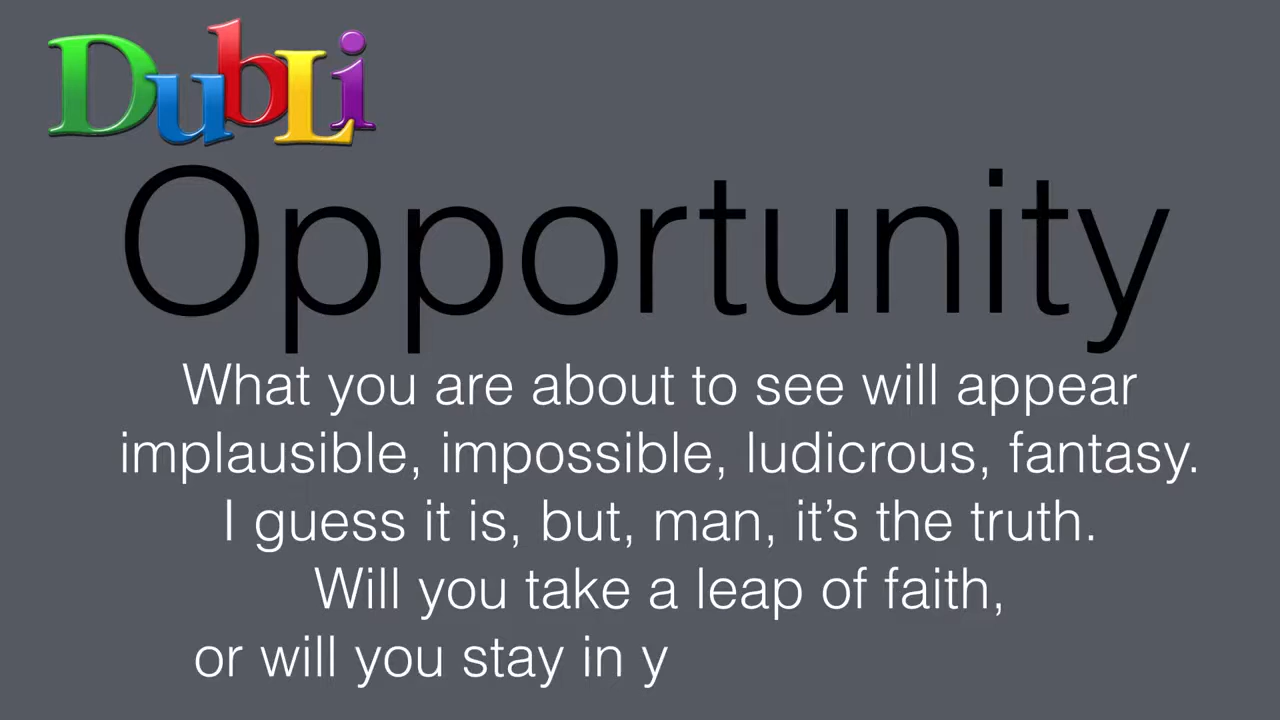 DubLi
Opportunity
What you are about to see will appear
implausible, impossible, ludicrous, fantasy.
I guess it is, but, man, it’s the truth.
Will you take a leap of faith,
or will you stay in y